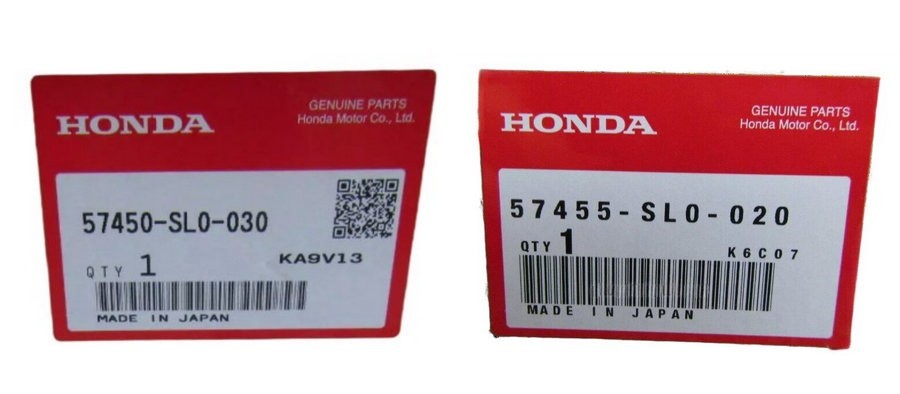 HONDA
GENUINE PARTS
Honda Motor Co., Ltd.
57450-SL0-030
QTY 1
KA9V13
MADE IN JAPAN
HONDA
GENUINE PARTS
Honda Motor Co., Ltd.
57455-SL0-020
QTY 1
K6C07
MADE IN JAPAN